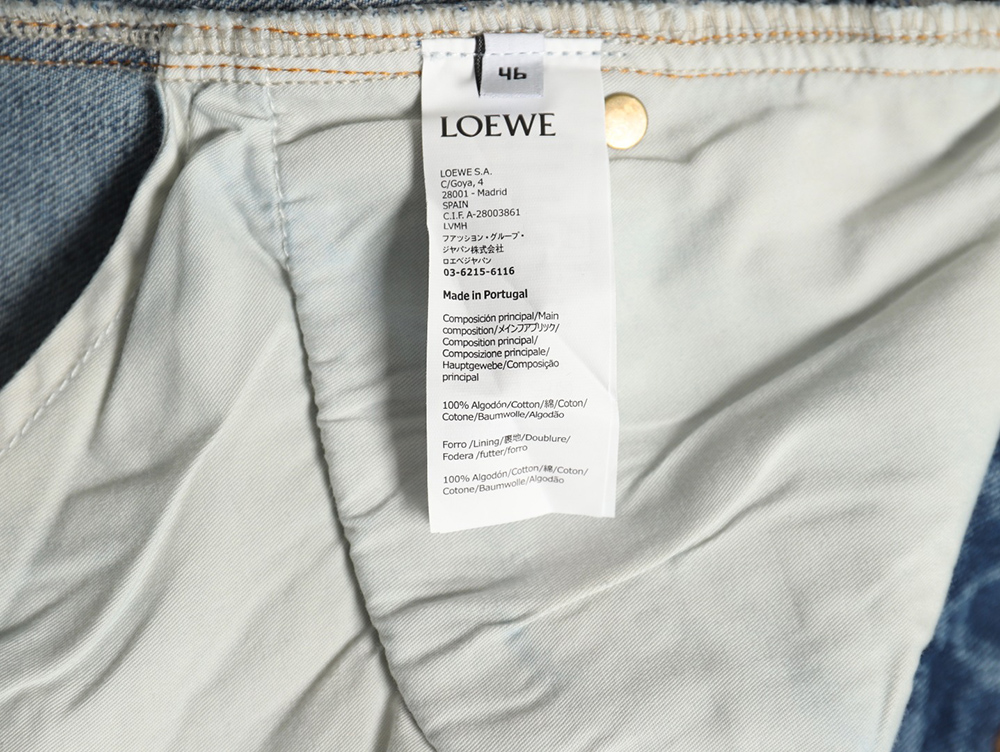 46
LOEWE
LOEWE S.A.
C/Goya, 4
28001 - Madrid
SPAIN
C.I.F. A-28003861
LVMH
ファッション・グループ・
ジャパン株式会社
ロエベジャパン
03-6215-6116
Made in Portugal
Composición principal/Main
composition/メインファブリック/
Composition principal/
Composizione principale/
Hauptgewebe/Composição
principal
100% Algodón/Cotton/綿/Coton/
Cotone/Baumwolle/Algodão
Forro /Lining/裏地/Doublure/
Fodera /futter/forro
100% Algodón/Cotton/綿/Coton/
Cotone/Baumwolle/Algodão